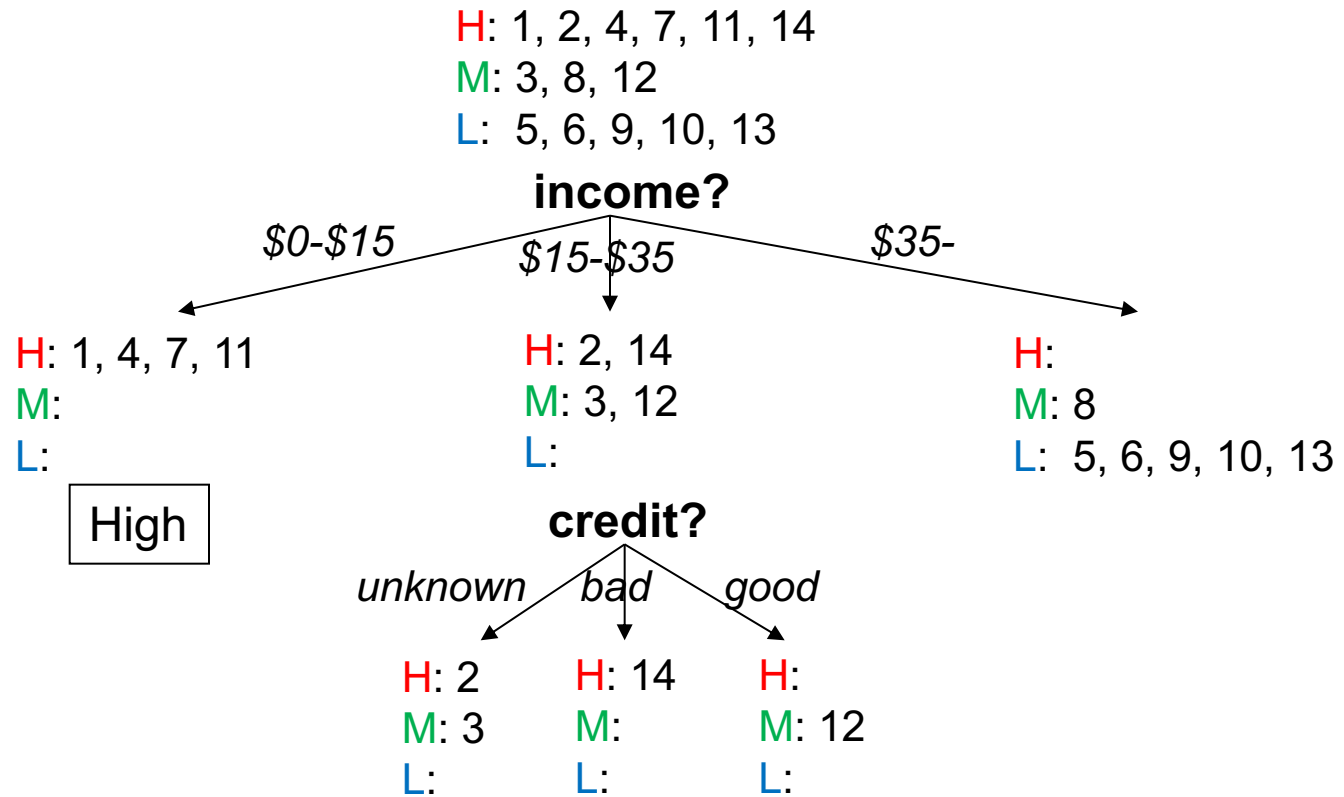 H: 1, 2, 4, 7, 11, 14
M: 3, 8, 12
L: 5, 6, 9, 10, 13
income?
$0-$15
$15-$35
$35-
H: 1, 4, 7, 11
M:
L:
High
H: 2, 14
M: 3, 12
L:
H:
M: 8
L: 5, 6, 9, 10, 13
credit?
unknown
bad
good
H: 2
M: 3
L:
H: 14
M:
L:
H:
M: 12
L: